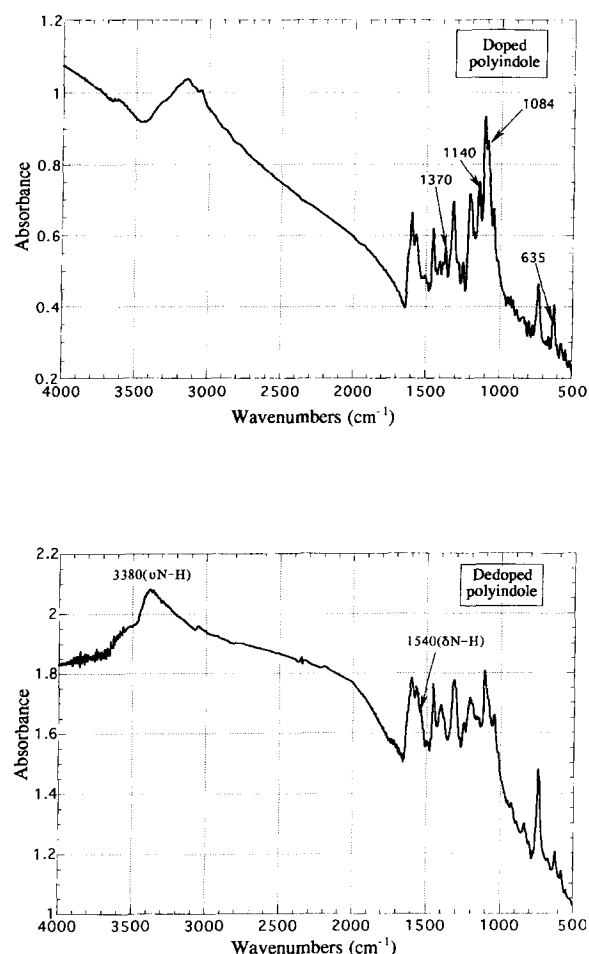 1.2
Doped
polyindole
1084
1
1140
1370
0.8
Absorbance
0.6
635
0.4
0.2
4000 3500 3000 2500 2000 1500 1000 500
Wavenumbers (cm⁻¹)
2.2
3380(υN-H)
Dedoped
polyindole
2
1540(δN-H)
1.8
Absorbance
1.6
1.4
1.2
1
4000 3500 3000 2500 2000 1500 1000 500
Wavenumbers (cm⁻¹)